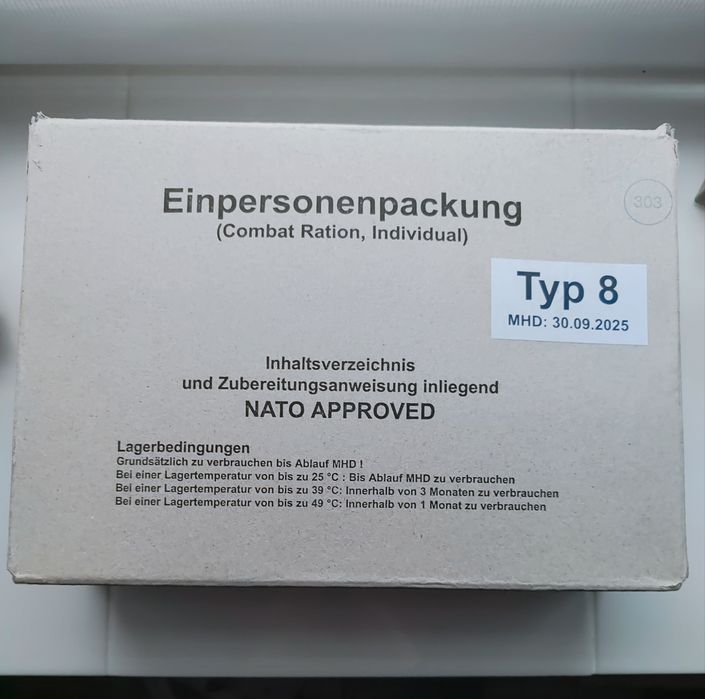 Einpersonenpackung
(Combat Ration, Individual)
303
Typ 8
MHD: 30.09.2025
Inhaltsverzeichnis
und Zubereitungsanweisung inliegend
NATO APPROVED
Lagerbedingungen
Grundsätzlich zu verbrauchen bis Ablauf MHD !
Bei einer Lagertemperatur von bis zu 25 °C : Bis Ablauf MHD zu verbrauchen
Bei einer Lagertemperatur von bis zu 39 °C: Innerhalb von 3 Monaten zu verbrauchen
Bei einer Lagertemperatur von bis zu 49 °C: Innerhalb von 1 Monat zu verbrauchen